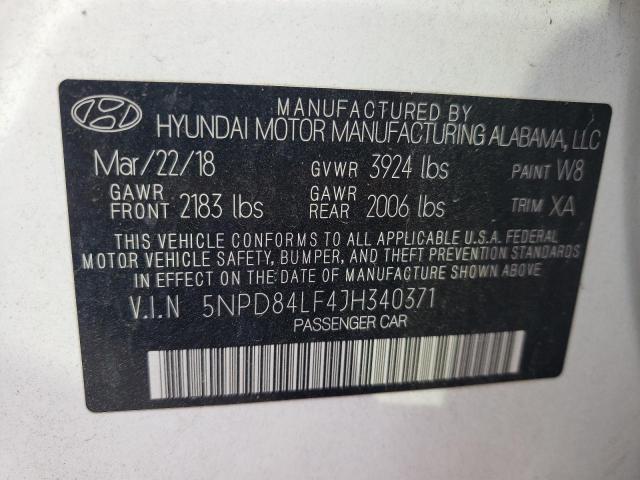 MANUFACTURED BY
HYUNDAI MOTOR MANUFACTURING ALABAMA, LLC
Mar/22/18 GVWR 3924 lbs PAINT W8
GAWR FRONT 2183 lbs GAWR REAR 2006 lbs TRIM XA
THIS VEHICLE CONFORMS TO ALL APPLICABLE U.S.A. FEDERAL
MOTOR VEHICLE SAFETY, BUMPER, AND THEFT PREVENTION STANDARDS
IN EFFECT ON THE DATE OF MANUFACTURE SHOWN ABOVE.
V.I.N 5NPD84LF4JH340371
PASSENGER CAR